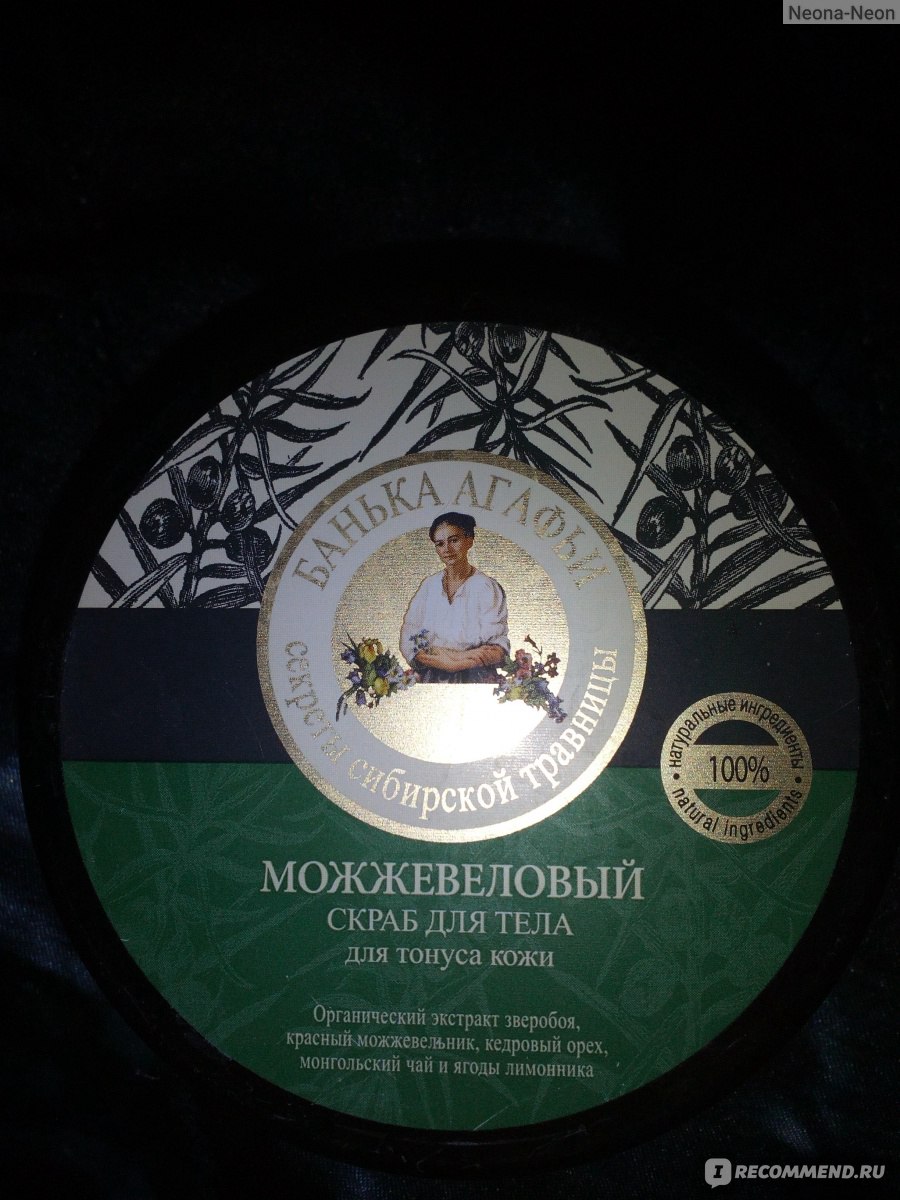 Neona-Neon
БАНЬКА АГАФЬИ
секреты сибирской травницы
натуральные ингредиенты
100%
natural ingredients
МОЖЖЕВЕЛОВЫЙ
СКРАБ ДЛЯ ТЕЛА
для тонуса кожи
Органический экстракт зверобоя,
красный можжевельник, кедровый орех,
монгольский чай и ягоды лимонника
IRECOMMEND.RU